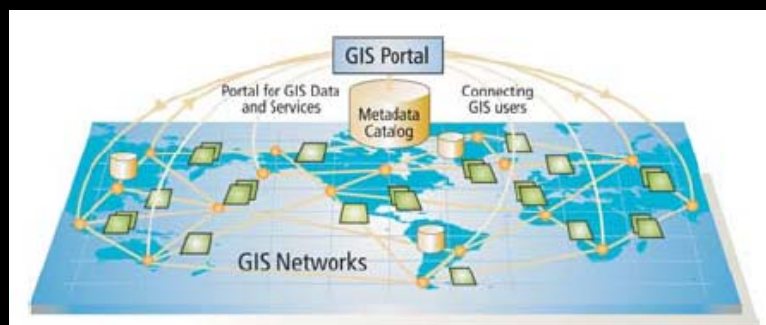 GIS Portal
Portal for GIS Data
and Services
Metadata
Catalog
Connecting
GIS users
GIS Networks